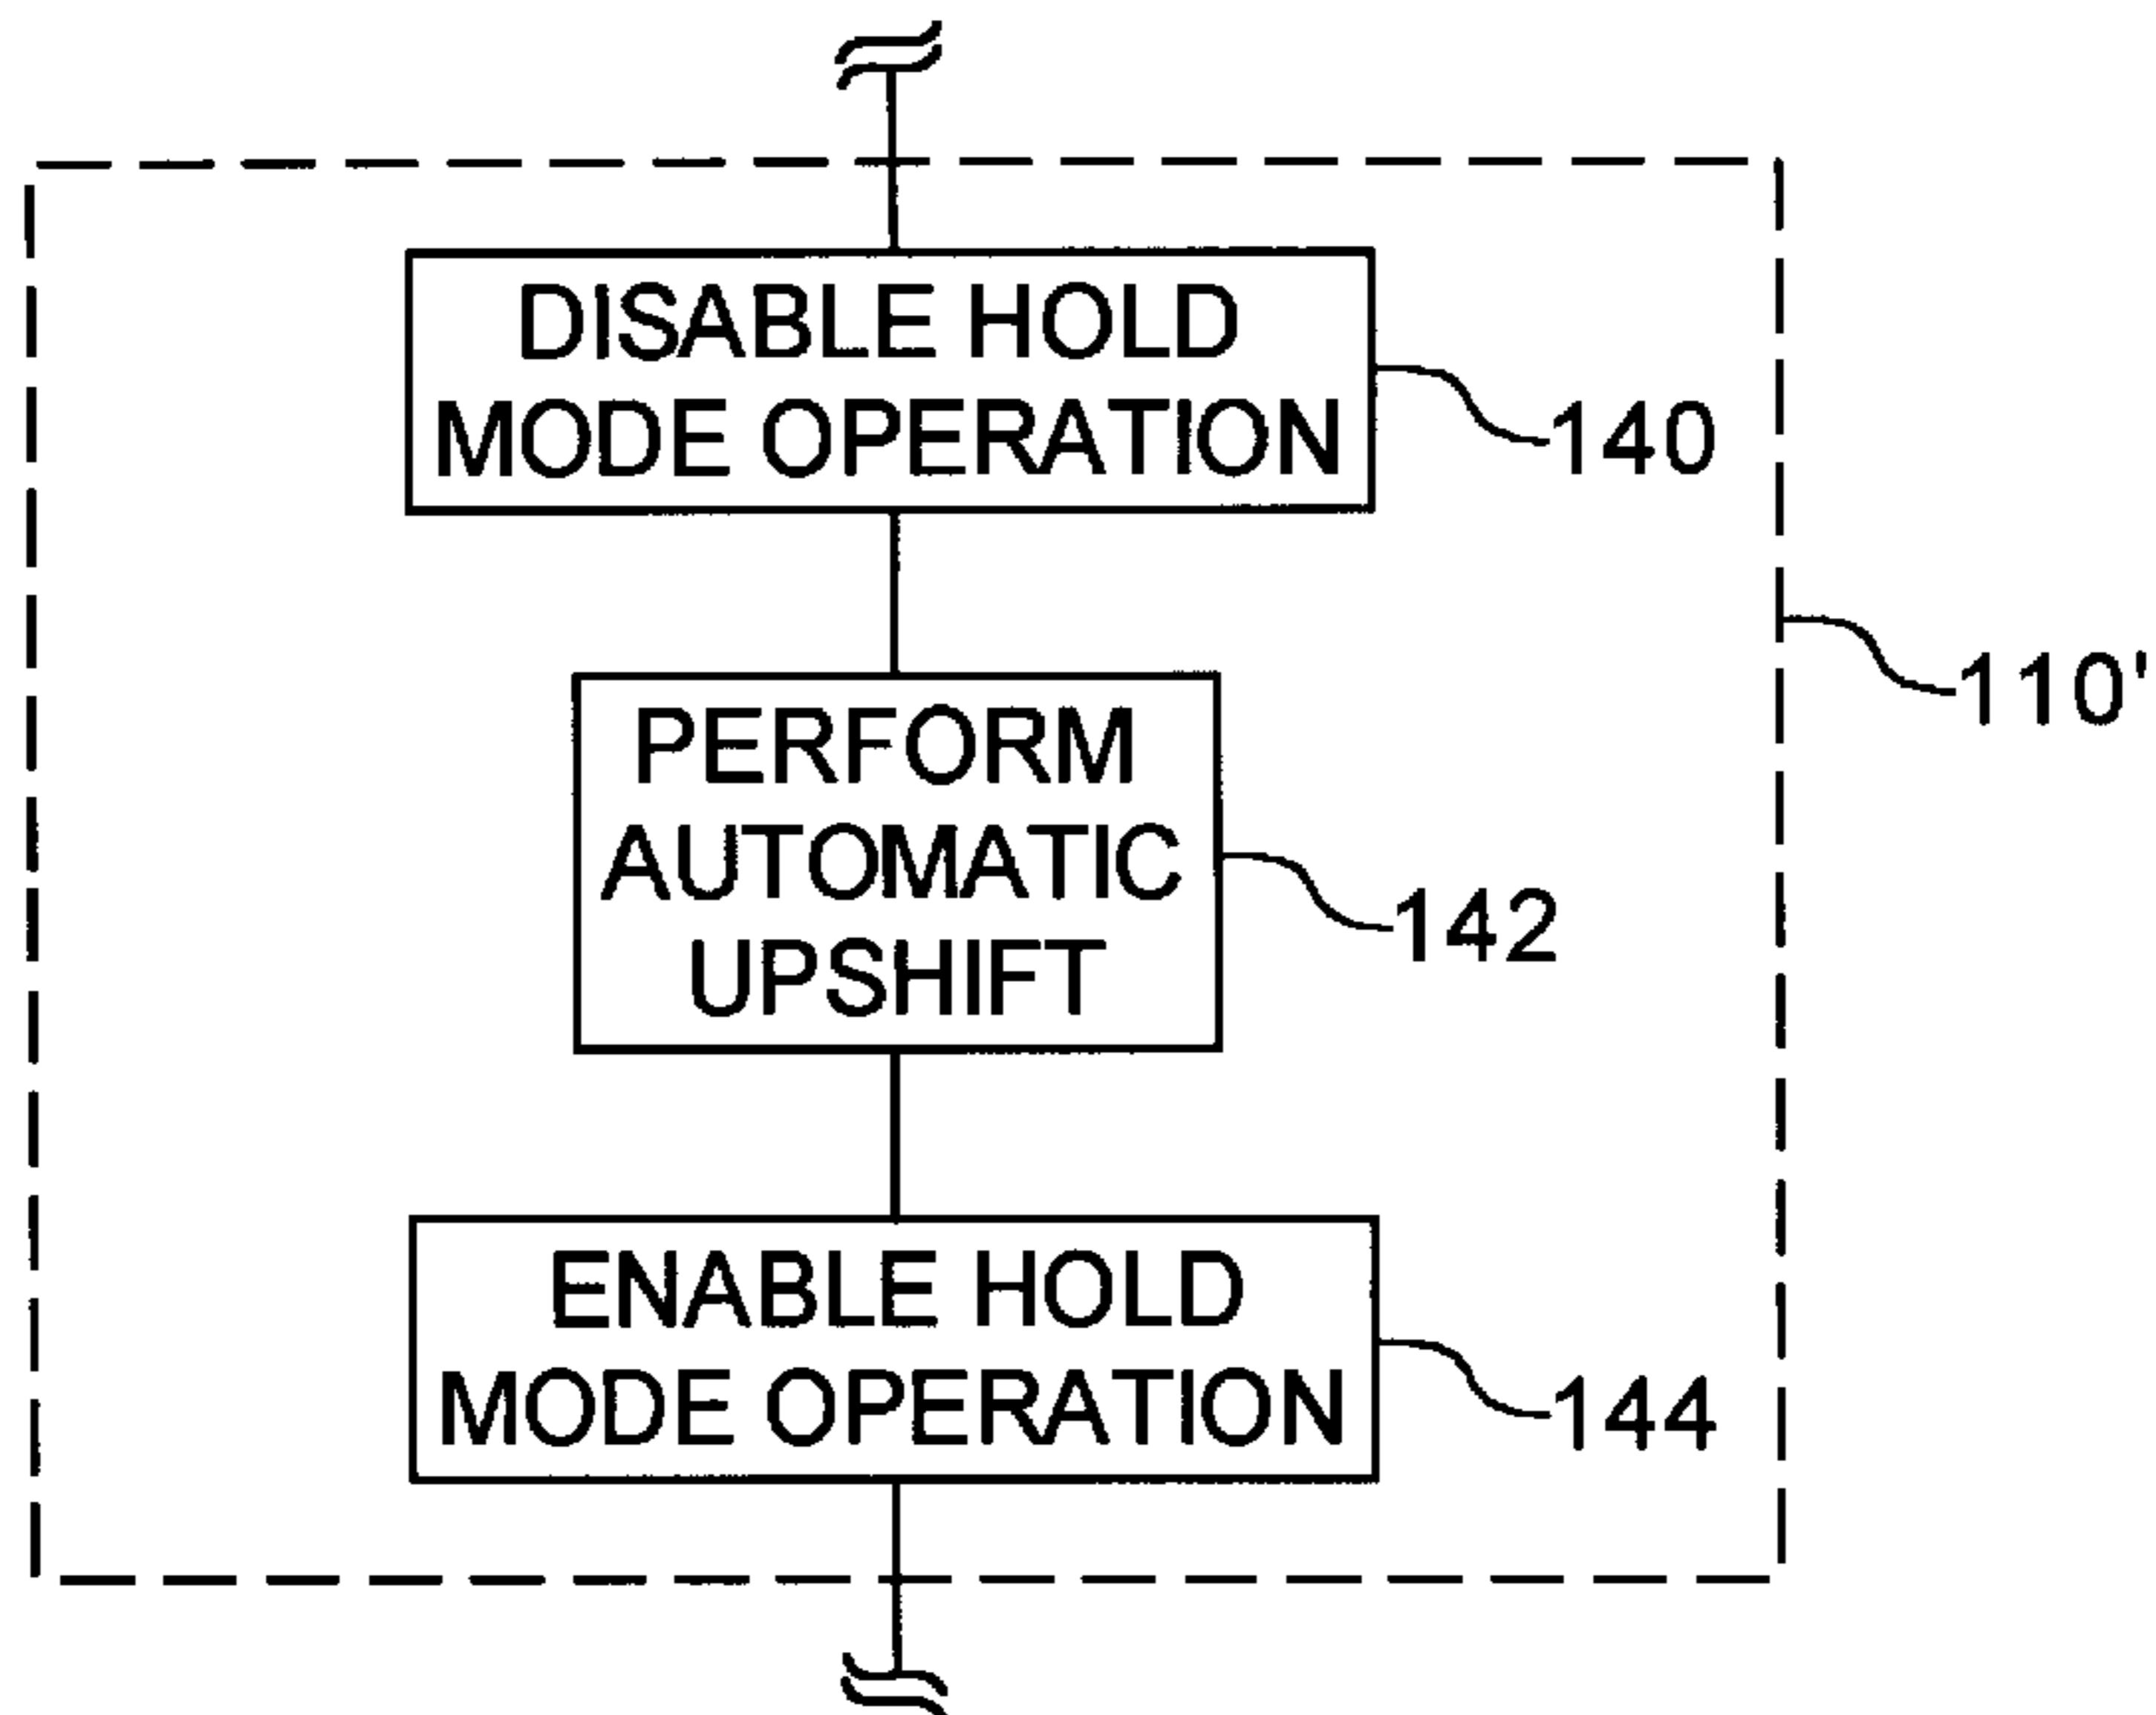 DISABLE HOLD
MODE OPERATION
140
110'
PERFORM
AUTOMATIC
UPSHIFT
142
ENABLE HOLD
MODE OPERATION
144